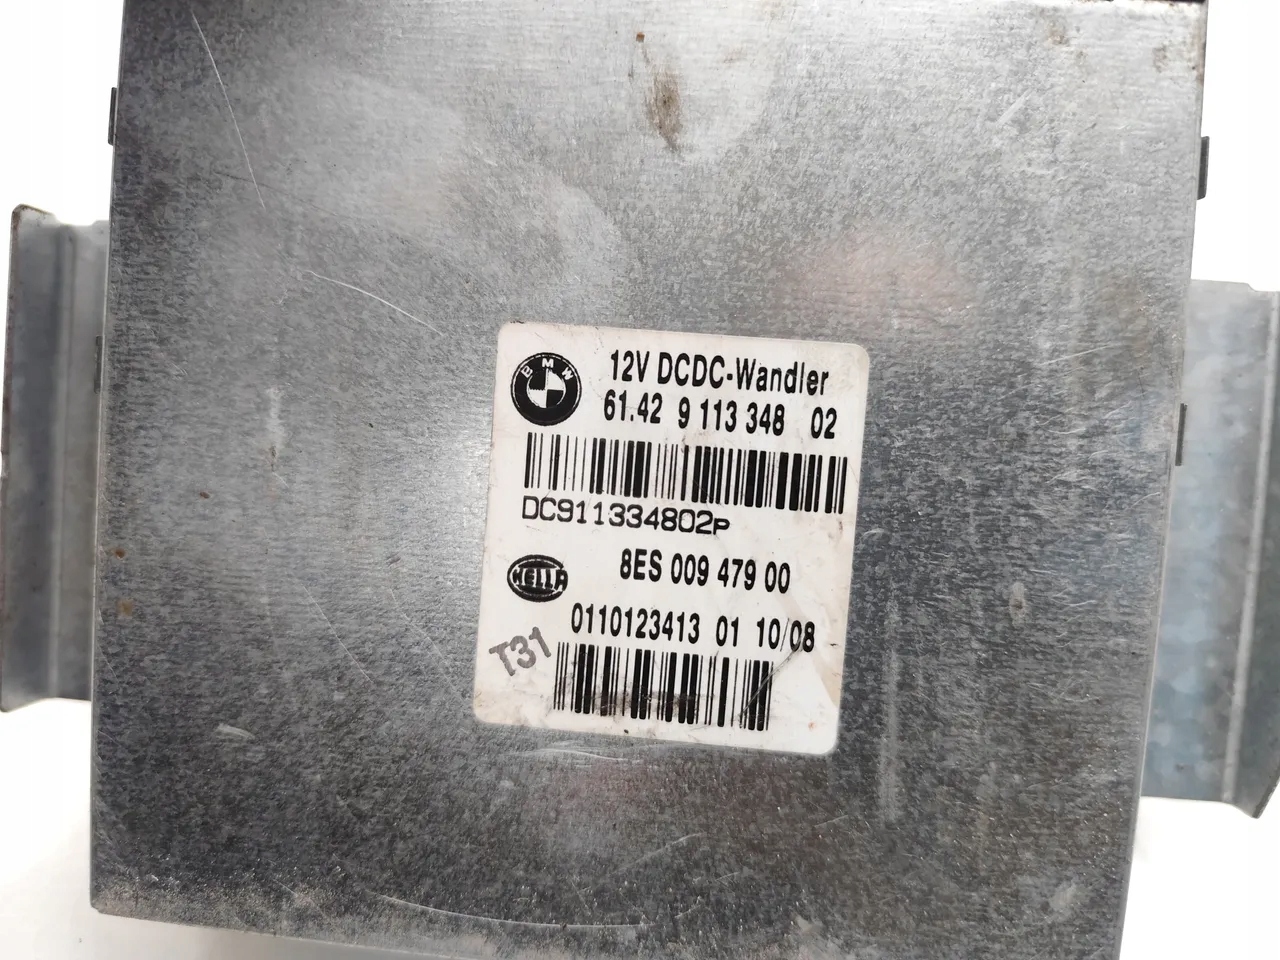 BMW
12V DCDC-Wandler
61.42 9 113 348 02
DC911334802P
HELLA
8ES 009 479 00
0110123413 01 10/08
T31